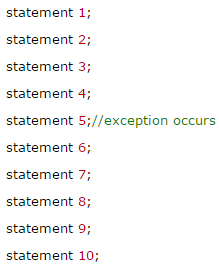 statement 1;
statement 2;
statement 3;
statement 4;
statement 5;//exception occurs
statement 6;
statement 7;
statement 8;
statement 9;
statement 10;